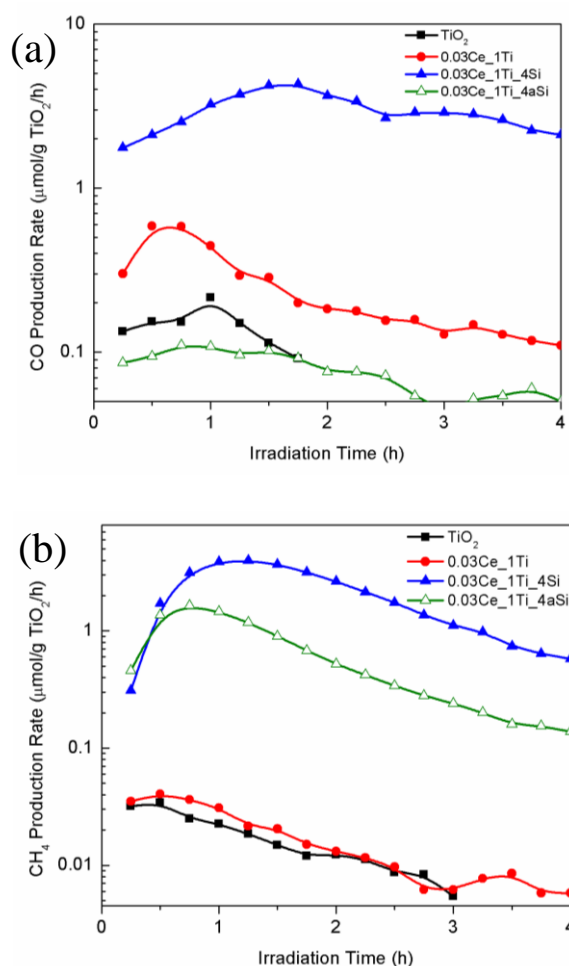 (a)
TiO2
0.03Ce_1Ti
0.03Ce_1Ti_4Si
0.03Ce_1Ti_4aSi
10
1
0.1
CO Production Rate (μmol/g TiO2/h)
0 1 2 3 4
Irradiation Time (h)
(b)
TiO2
0.03Ce_1Ti
0.03Ce_1Ti_4Si
0.03Ce_1Ti_4aSi
1
0.1
0.01
CH4 Production Rate (μmol/g TiO2/h)
0 1 2 3 4
Irradiation Time (h)